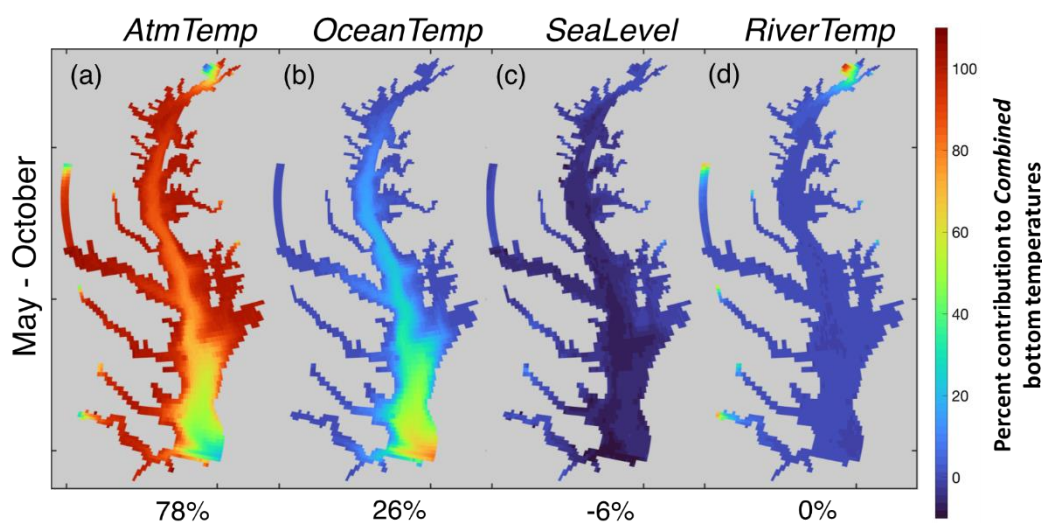 AtmTemp OceanTemp SeaLevel RiverTemp
(a) (b) (c) (d)
May - October
78% 26% -6% 0%
100
80
60
40
20
0
Percent contribution to Combined
bottom temperatures